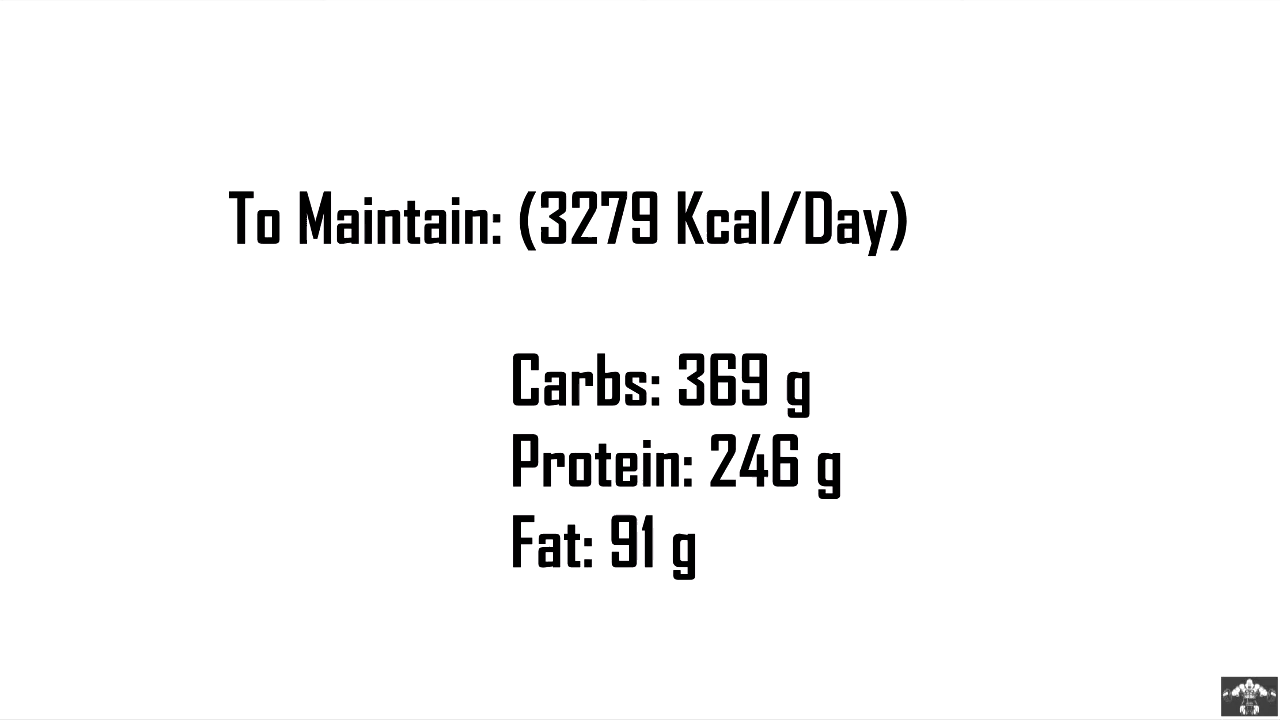 To Maintain: (3279 Kcal/Day)
Carbs: 369 g
Protein: 246 g
Fat: 91 g